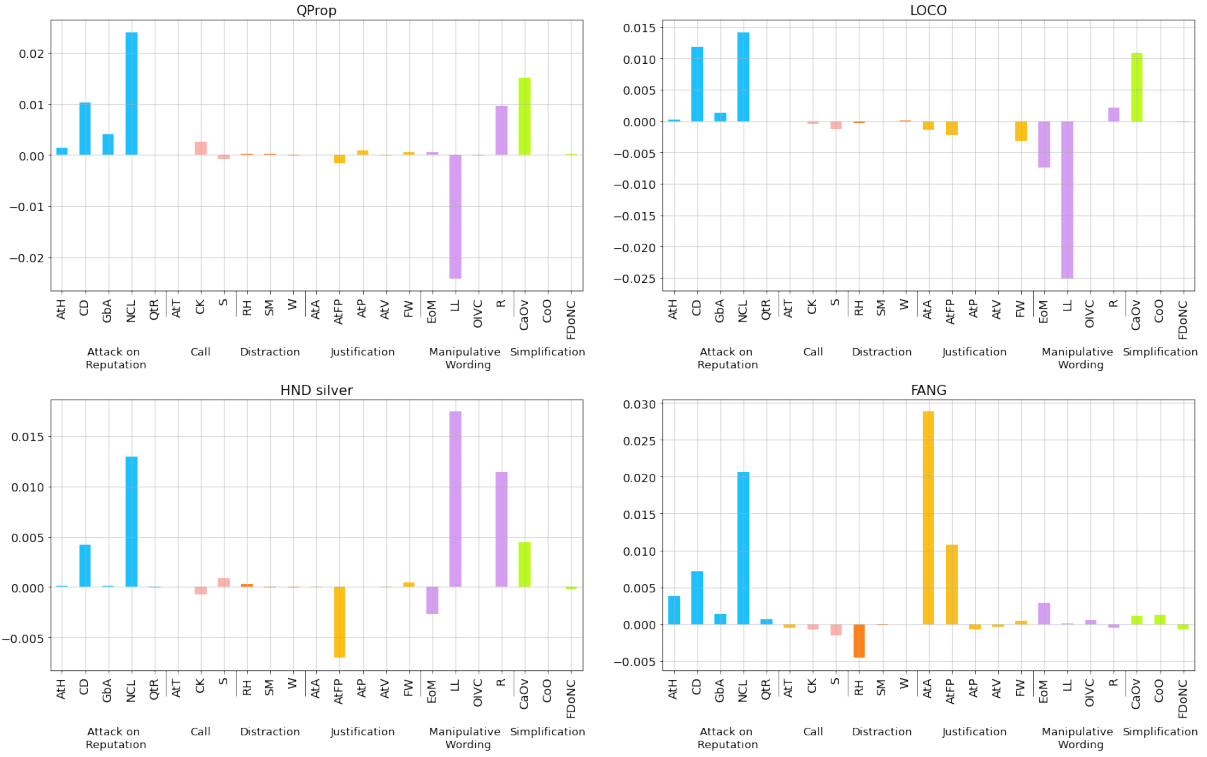 QProp
0.02
0.01
0.00
−0.01
−0.02
AtH CD GbA NCL QtR AtT CK S RH SM W AtA AtFP AtP AtV FW EoM LL OIVC R CaOv CoO FDoNC
Attack on Reputation Call Distraction Justification Manipulative Wording Simplification
LOCO
0.015
0.010
0.005
0.000
−0.005
−0.010
−0.015
−0.020
−0.025
AtH CD GbA NCL QtR AtT CK S RH SM W AtA AtFP AtP AtV FW EoM LL OIVC R CaOv CoO FDoNC
Attack on Reputation Call Distraction Justification Manipulative Wording Simplification
HND silver
0.015
0.010
0.005
0.000
−0.005
AtH CD GbA NCL QtR AtT CK S RH SM W AtA AtFP AtP AtV FW EoM LL OIVC R CaOv CoO FDoNC
Attack on Reputation Call Distraction Justification Manipulative Wording Simplification
FANG
0.030
0.025
0.020
0.015
0.010
0.005
0.000
−0.005
AtH CD GbA NCL QtR AtT CK S RH SM W AtA AtFP AtP AtV FW EoM LL OIVC R CaOv CoO FDoNC
Attack on Reputation Call Distraction Justification Manipulative Wording Simplification